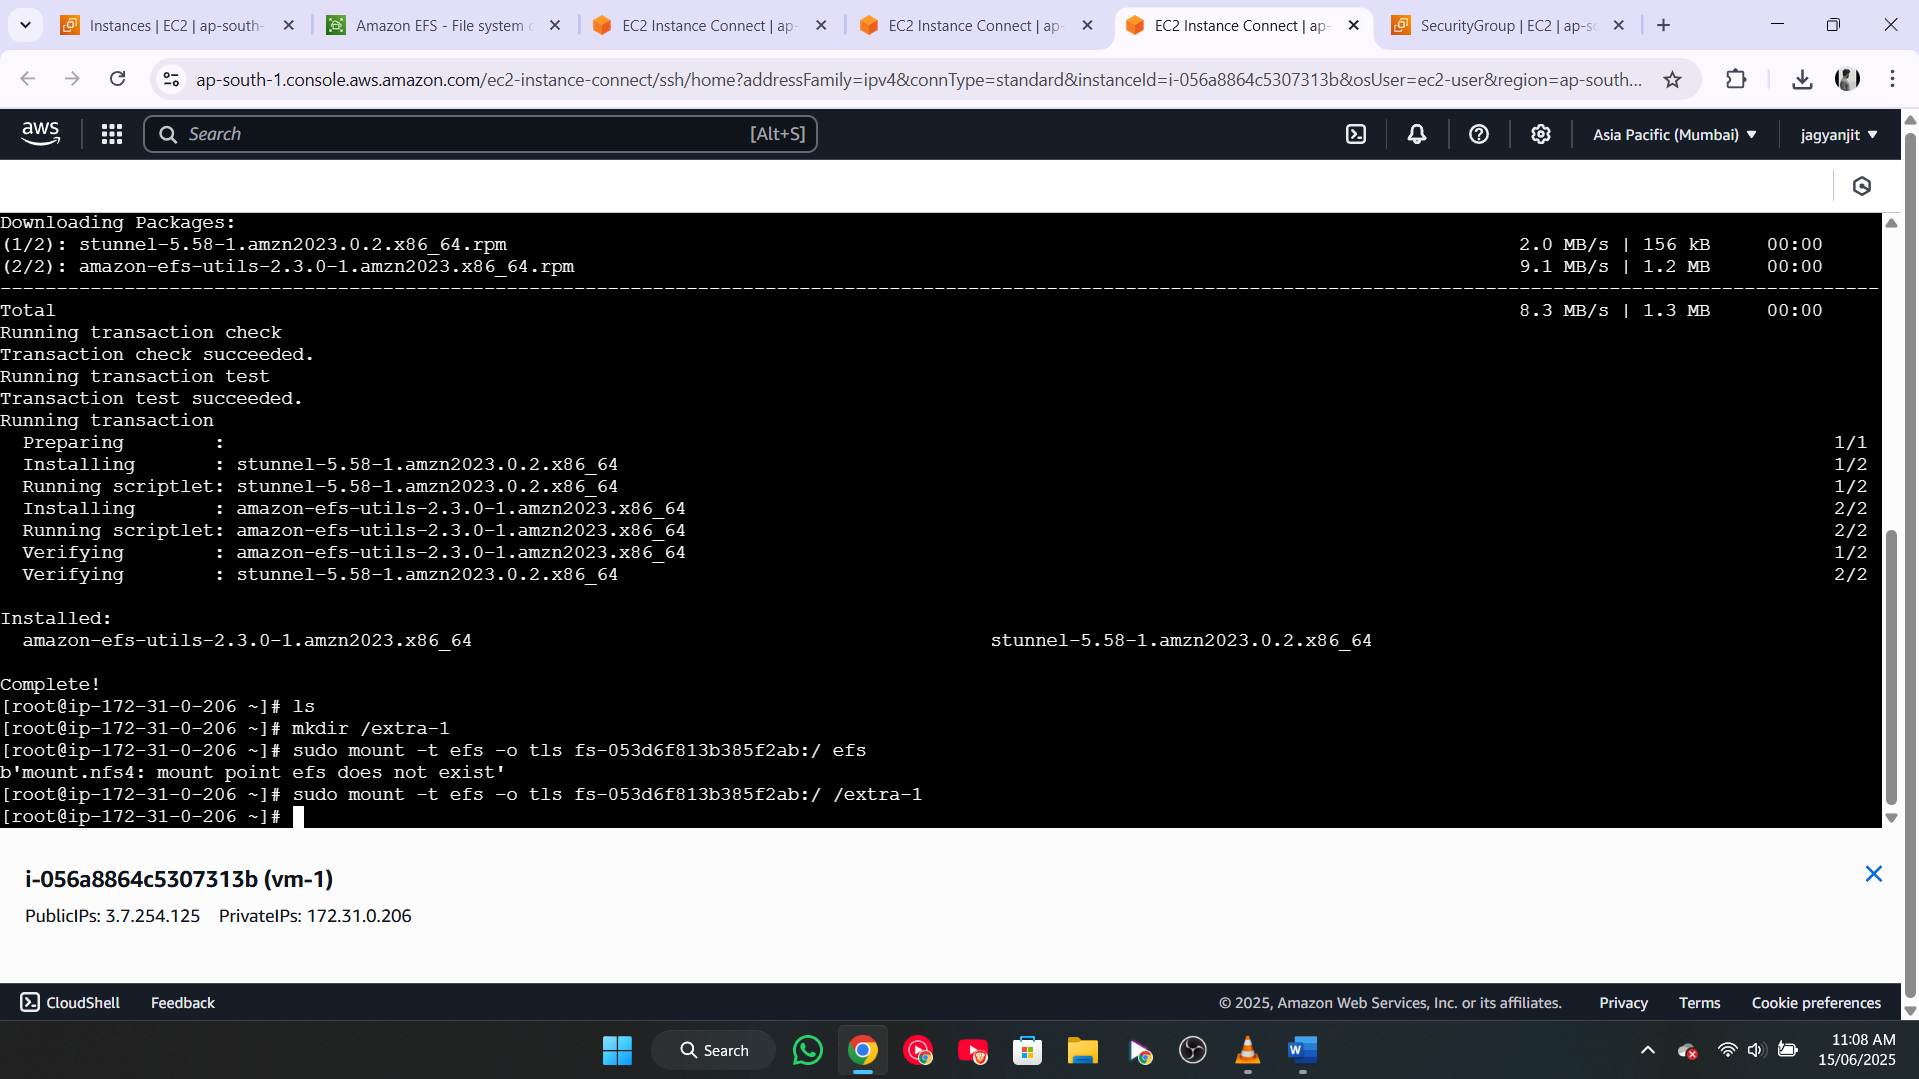 Instances | EC2 | ap-south-
Amazon EFS - File system
EC2 Instance Connect | ap-
EC2 Instance Connect | ap-
EC2 Instance Connect | ap-
SecurityGroup | EC2 | ap-s
ap-south-1.console.aws.amazon.com/ec2-instance-connect/ssh/home?addressFamily=ipv4&connType=standard&instanceId=i-056a8864c5307313b&osUser=ec2-user&region=ap-south...
aws
Search
[Alt+S]
Asia Pacific (Mumbai)
jagyanjit
Downloading Packages:
(1/2): stunnel-5.58-1.amzn2023.0.2.x86_64.rpm 2.0 MB/s | 156 kB 00:00
(2/2): amazon-efs-utils-2.3.0-1.amzn2023.x86_64.rpm 9.1 MB/s | 1.2 MB 00:00
--------------------------------------------------------------------------------
Total 8.3 MB/s | 1.3 MB 00:00
Running transaction check
Transaction check succeeded.
Running transaction test
Transaction test succeeded.
Running transaction
Preparing : 1/1
Installing : stunnel-5.58-1.amzn2023.0.2.x86_64 1/2
Running scriptlet: stunnel-5.58-1.amzn2023.0.2.x86_64 1/2
Installing : amazon-efs-utils-2.3.0-1.amzn2023.x86_64 2/2
Running scriptlet: amazon-efs-utils-2.3.0-1.amzn2023.x86_64 2/2
Verifying : amazon-efs-utils-2.3.0-1.amzn2023.x86_64 1/2
Verifying : stunnel-5.58-1.amzn2023.0.2.x86_64 2/2
Installed:
amazon-efs-utils-2.3.0-1.amzn2023.x86_64 stunnel-5.58-1.amzn2023.0.2.x86_64
Complete!
[root@ip-172-31-0-206 ~]# ls
[root@ip-172-31-0-206 ~]# mkdir /extra-1
[root@ip-172-31-0-206 ~]# sudo mount -t efs -o tls fs-053d6f813b385f2ab:/ efs
b'mount.nfs4: mount point efs does not exist'
[root@ip-172-31-0-206 ~]# sudo mount -t efs -o tls fs-053d6f813b385f2ab:/ /extra-1
[root@ip-172-31-0-206 ~]#
i-056a8864c5307313b (vm-1)
PublicIPs: 3.7.254.125 PrivateIPs: 172.31.0.206
CloudShell
Feedback
© 2025, Amazon Web Services, Inc. or its affiliates.
Privacy
Terms
Cookie preferences
Search
11:08 AM
15/06/2025